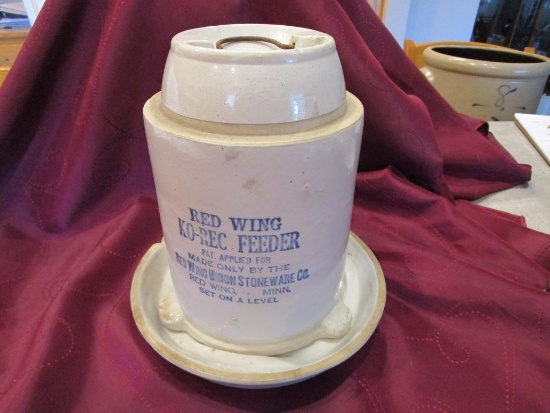 RED WING
KO-REC FEEDER
PAT. APPLIED FOR
MADE ONLY BY THE
RED WING UNION STONEWARE CO.
RED WING, MINN.
SET ON A LEVEL
8